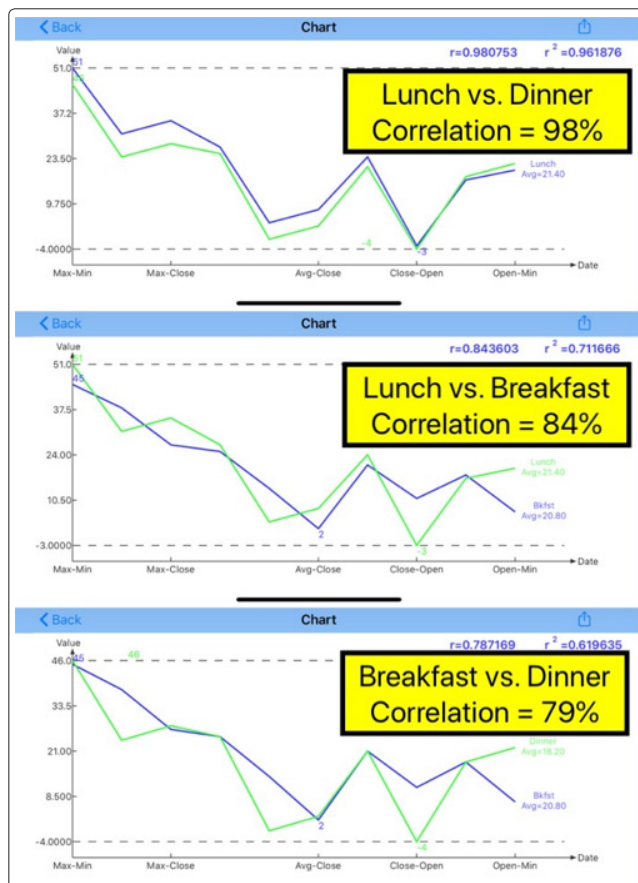 Back
Chart
Value
r=0.980753 r²=0.961876
51
51.0
46
Lunch vs. Dinner
Correlation = 98%
37.2
23.50
Lunch
Avg=21.40
9.750
-4
-3
-4.0000
Date
Max-Min Max-Close Avg-Close Close-Open Open-Min
Back
Chart
Value
r=0.843603 r²=0.711666
51
51.0
45
Lunch vs. Breakfast
Correlation = 84%
37.5
24.00
Lunch
Avg=21.40
10.50
Bkfst
Avg=20.80
2
-3
-3.0000
Date
Max-Min Max-Close Avg-Close Close-Open Open-Min
Back
Chart
Value
r=0.787169 r²=0.619635
46
46.0
45
Breakfast vs. Dinner
Correlation = 79%
33.5
21.00
Dinner
Avg=19.20
8.500
Bkfst
Avg=20.80
2
-4
-4.0000
Date
Max-Min Max-Close Avg-Close Close-Open Open-Min